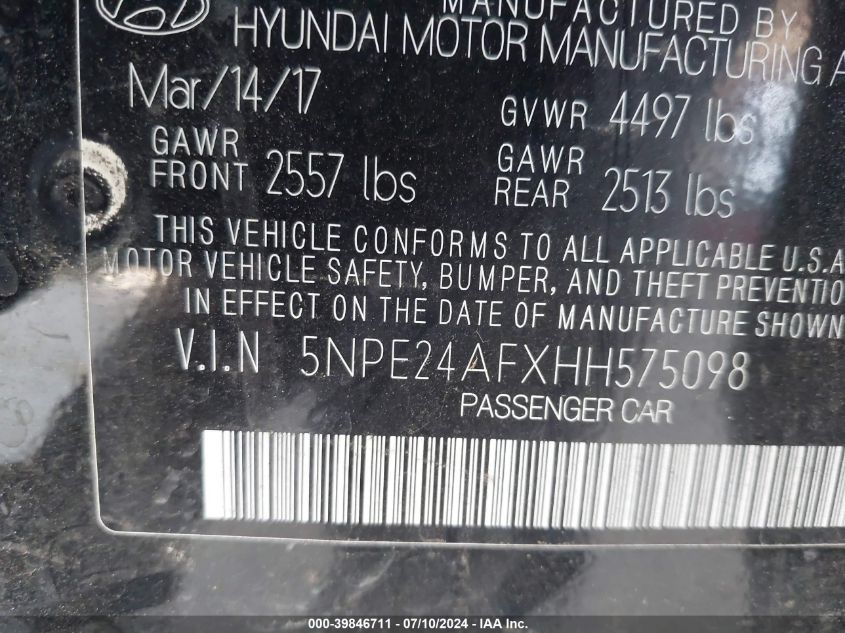 MANUFACTURED BY
HYUNDAI MOTOR MANUFACTURING A
Mar/14/17 GVWR 4497 lbs
GAWR FRONT 2557 lbs GAWR REAR 2513 lbs
THIS VEHICLE CONFORMS TO ALL APPLICABLE U.S.A
MOTOR VEHICLE SAFETY, BUMPER, AND THEFT PREVENTIO
IN EFFECT ON THE DATE OF MANUFACTURE SHOWN
V.I.N 5NPE24AFXHH575098
PASSENGER CAR
000-39846711 - 07/10/2024 - IAAI.COM